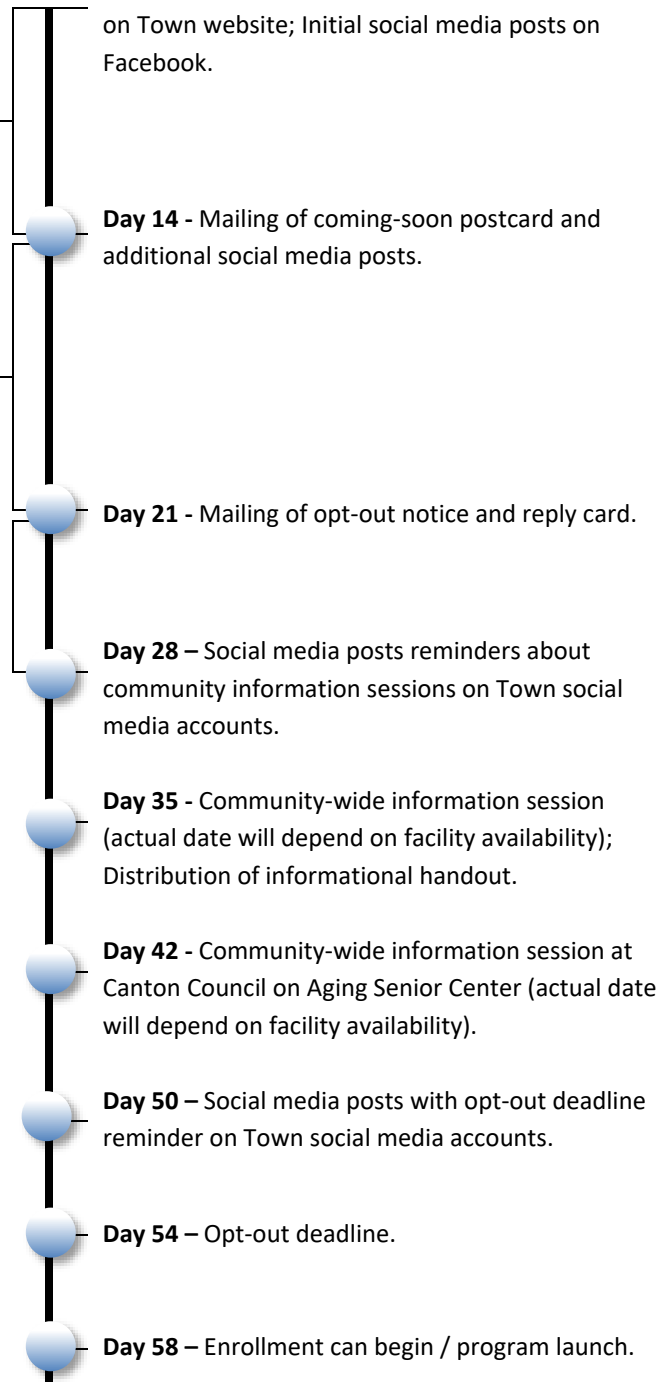 on Town website; Initial social media posts on
Facebook.
Day 14 - Mailing of coming-soon postcard and
additional social media posts.
Day 21 - Mailing of opt-out notice and reply card.
Day 28 – Social media posts reminders about
community information sessions on Town social
media accounts.
Day 35 - Community-wide information session
(actual date will depend on facility availability);
Distribution of informational handout.
Day 42 - Community-wide information session at
Canton Council on Aging Senior Center (actual date
will depend on facility availability).
Day 50 – Social media posts with opt-out deadline
reminder on Town social media accounts.
Day 54 – Opt-out deadline.
Day 58 – Enrollment can begin / program launch.